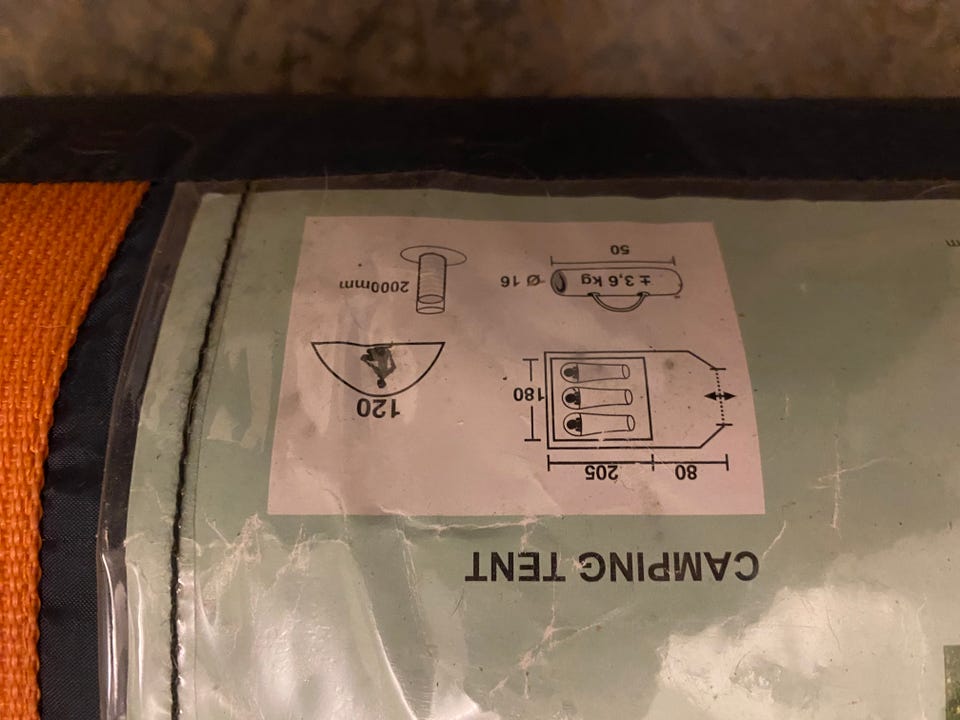 CAMPING TENT
80 205
180
120
± 3,6 kg
Ø 16
50
2000mm